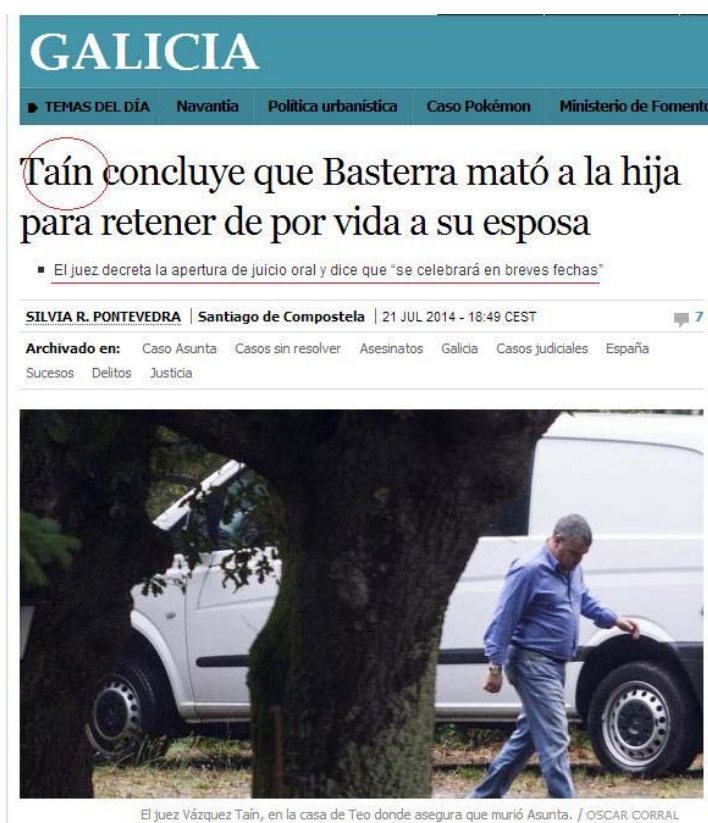 GALICIA
TEMAS DEL DÍA Navantia Política urbanística Caso Pokémon Ministerio de Fomento
Taín concluye que Basterra mató a la hija
para retener de por vida a su esposa
El juez decreta la apertura de juicio oral y dice que “se celebrará en breves fechas”
SILVIA R. PONTEVEDRA | Santiago de Compostela | 21 JUL 2014 - 18:49 CEST 7
Archivado en: Caso Asunta Casos sin resolver Asesinatos Galicia Casos judiciales España
Sucesos Delitos Justicia
El juez Vázquez Taín, en la casa de Teo donde asegura que murió Asunta. / OSCAR CORRAL